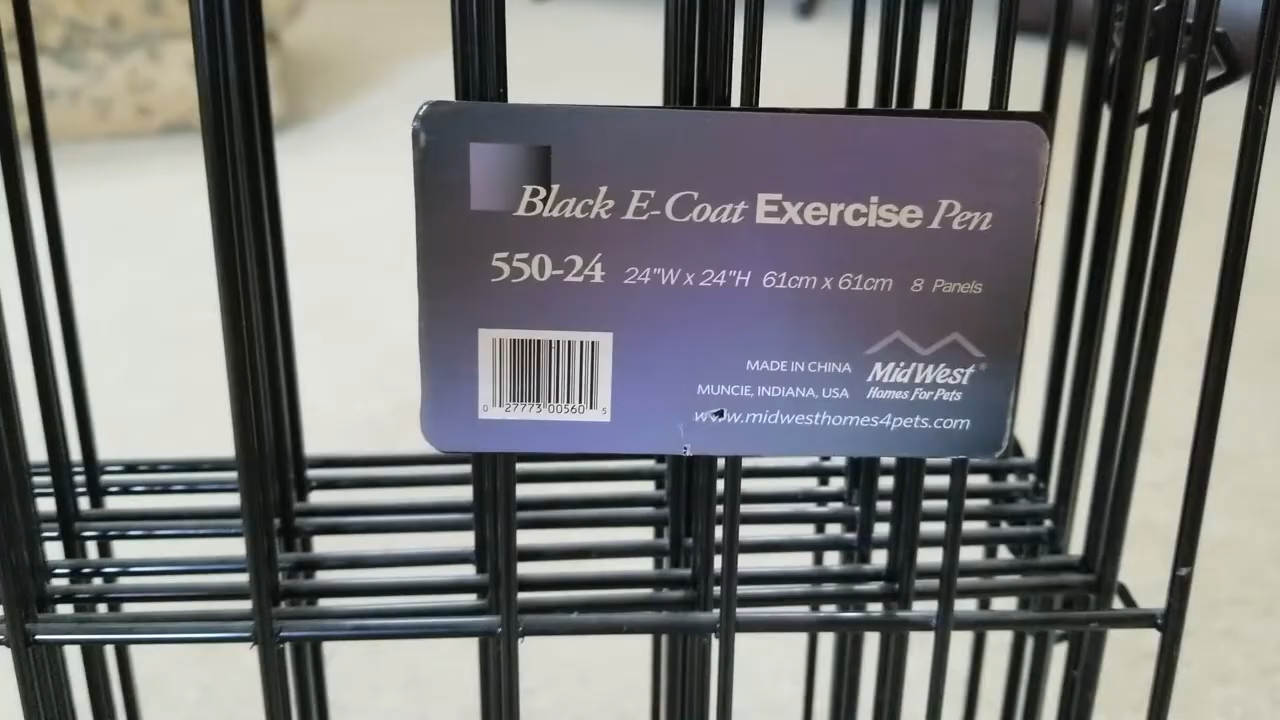 Black E-Coat Exercise Pen
550-24 24"W x 24"H 61cm x 61cm 8 Panels
MADE IN CHINA
MUNCIE, INDIANA, USA
MidWest®
Homes For Pets
www.midwesthomes4pets.com
0 27773 00560 5